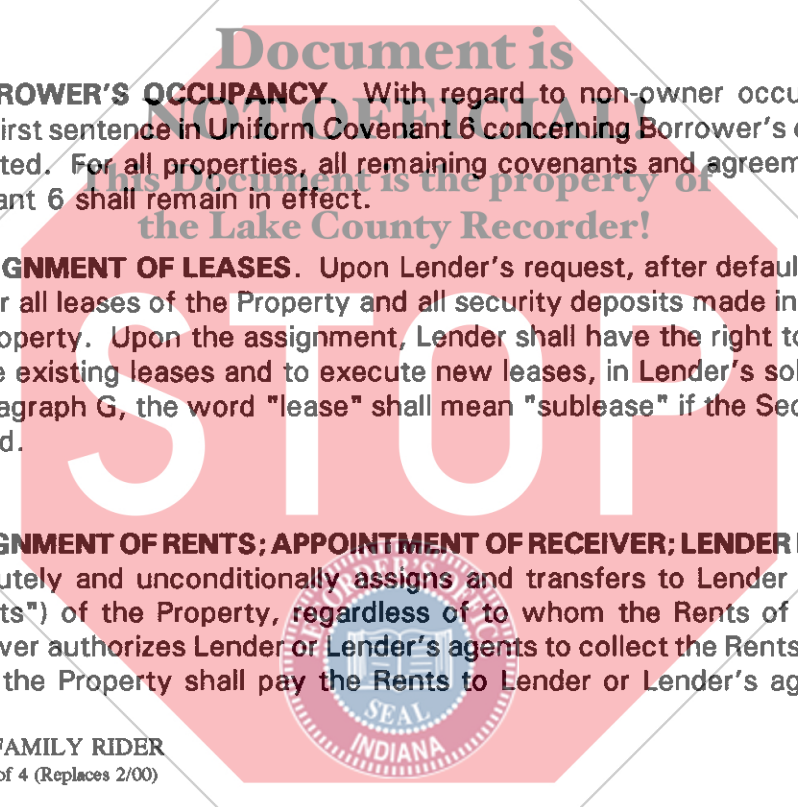 Document is
ROWER'S OCCUPANCY. With regard to non-owner occu
NOT OFFICIAL!
irst sentence in Uniform Covenant 6 concerning Borrower's
ted. For all properties, all remaining covenants and agreem
This Document is the property of
ant 6 shall remain in effect.
the Lake County Recorder!
GNMENT OF LEASES. Upon Lender's request, after defaul
r all leases of the Property and all security deposits made in
operty. Upon the assignment, Lender shall have the right to
e existing leases and to execute new leases, in Lender's sol
STOP
agraph G, the word "lease" shall mean "sublease" if the Sec
d.
GNMENT OF RENTS; APPOINTMENT OF RECEIVER; LENDER
utely and unconditionally assigns and transfers to Lender
ts") of the Property, regardless of to whom the Rents of
ver authorizes Lender or Lender's agents to collect the Rents
the Property shall pay the Rents to Lender or Lender's ag
SEAL
INDIANA
FAMILY RIDER
of 4 (Replaces 2/00)